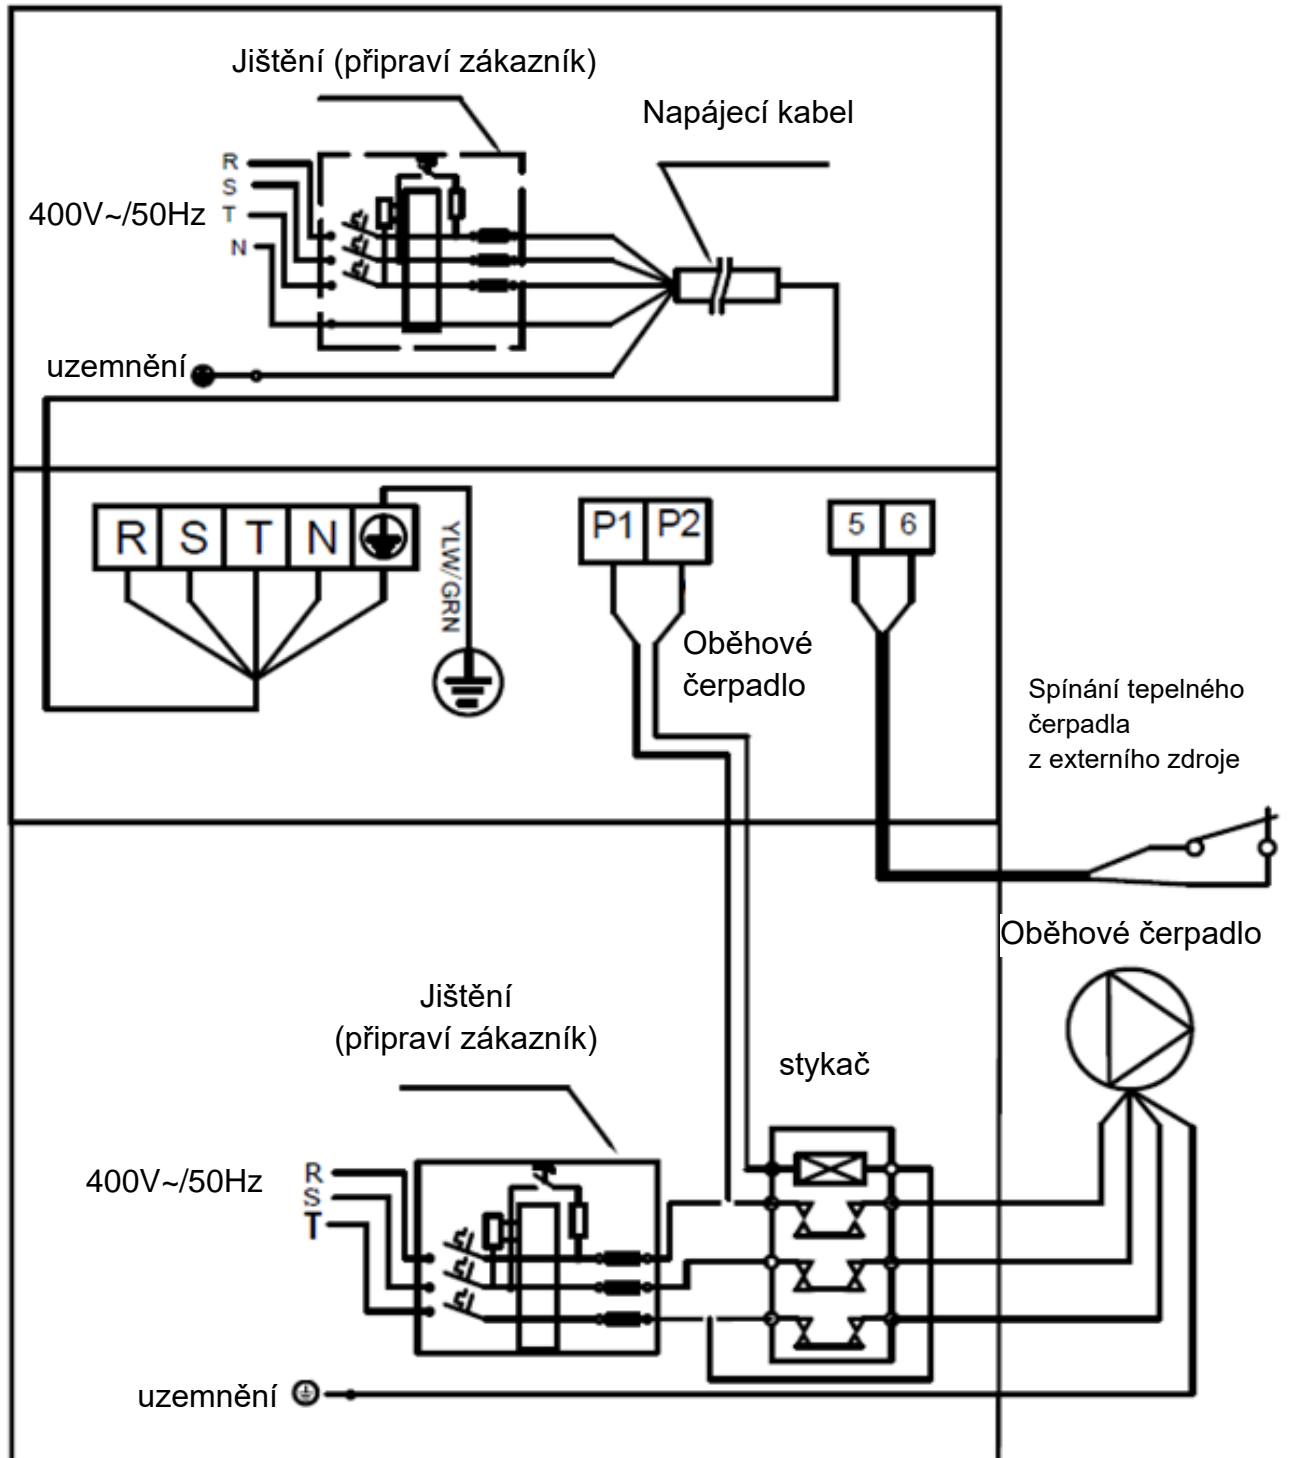 Jištění (připraví zákazník)
Napájecí kabel
R
S
400V~/50Hz T
N
uzemnění
R S T N
YLW/GRN
P1 P2
5 6
Oběhové
čerpadlo
Spínání tepelného
čerpadla
z externího zdroje
Oběhové čerpadlo
Jištění
(připraví zákazník)
stykač
400V~/50Hz R
S
T
uzemnění